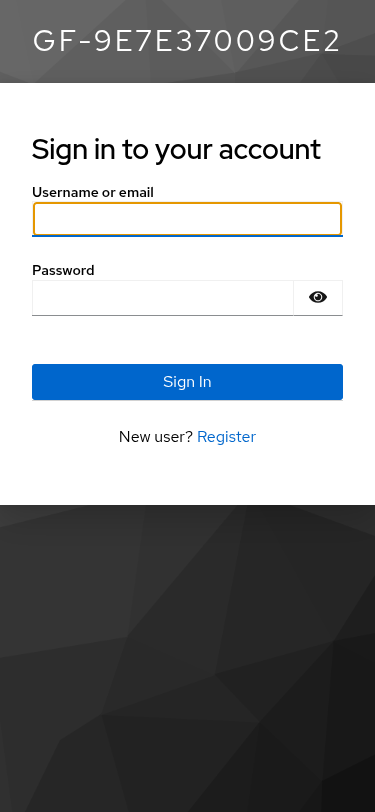 GF-9E7E37009CE2
Sign in to your account
Username or email
Password
Sign In
New user? Register